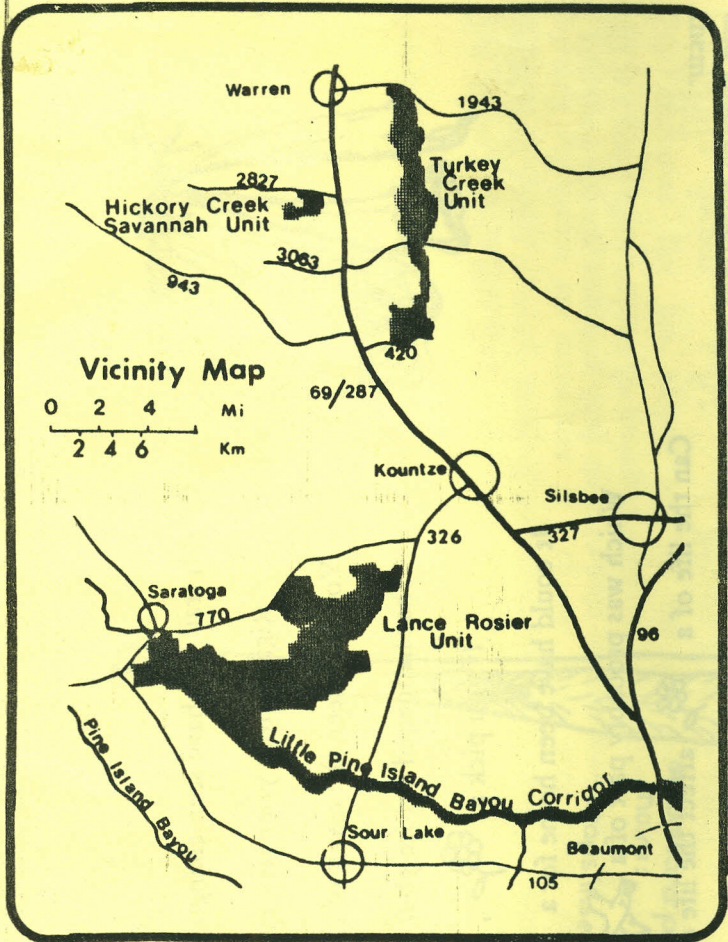 Warren
1943
Turkey
Creek
Unit
2827
Hickory Creek
Savannah Unit
3063
943
420
Vicinity Map
0 2 4 Mi
2 4 6 Km
69/287
Kountze
Silsbee
327
326
Saratoga
770
Lance Rosier
Unit
96
Little Pine Island Bayou Corridor
Pine Island Bayou
Sour Lake
Beaumont
105